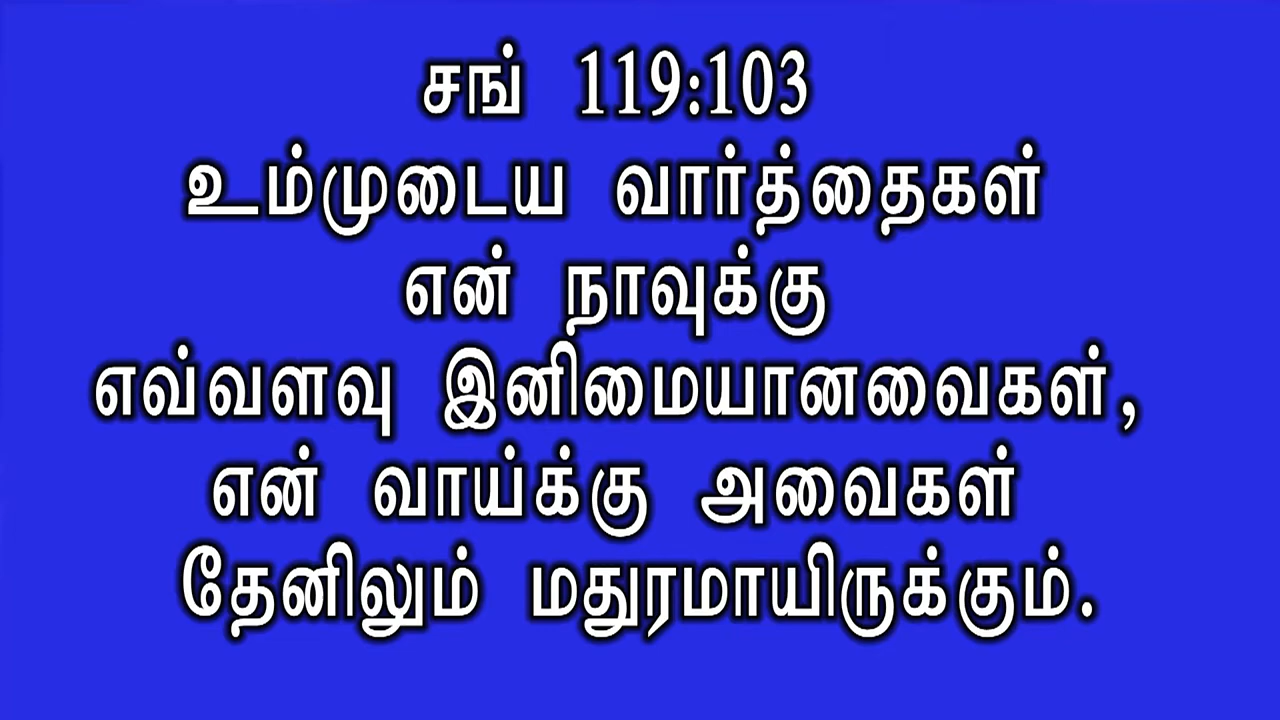 சங் 119:103
உம்முடைய வார்த்தைகள்
என் நாவுக்கு
எவ்வளவு இனிமையானவைகள்,
என் வாய்க்கு அவைகள்
தேனிலும் மதுரமாயிருக்கும்.